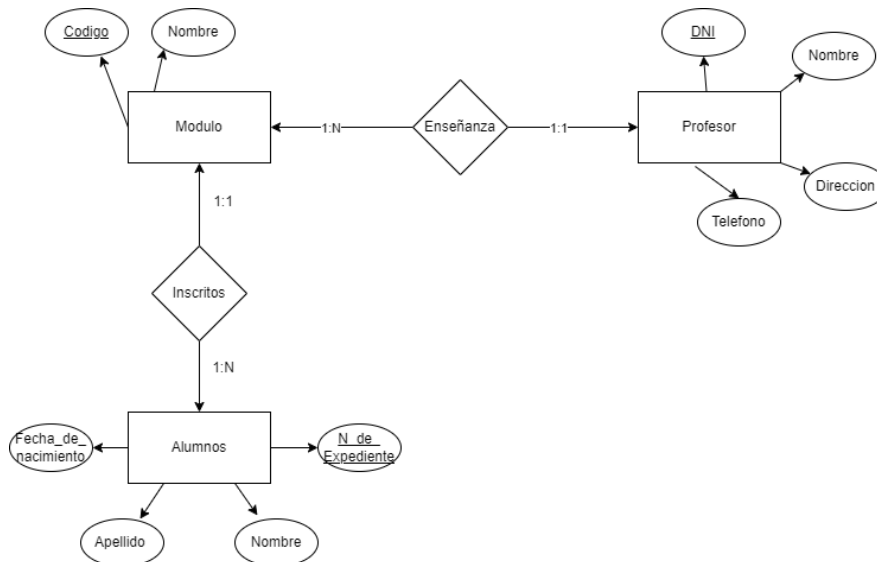 Codigo
Nombre
DNI
Nombre
Modulo
1:N
Enseñanza
1:1
Profesor
Direccion
Telefono
1:1
Inscritos
1:N
Fecha_de_
nacimiento
Alumnos
N_de_
Expediente
Apellido
Nombre